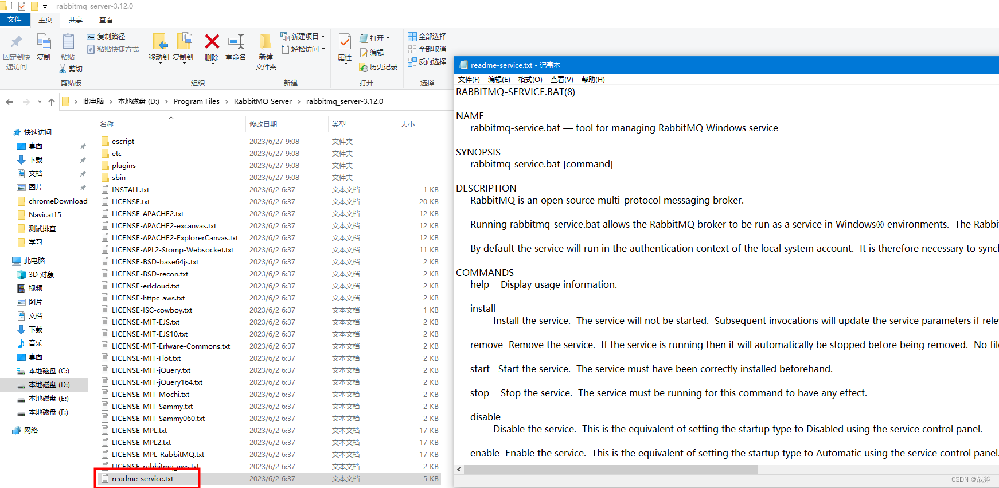 rabbitmq_server-3.12.0
文件 主页 共享 查看
固定到快速访问
复制
粘贴
复制路径
粘贴快捷方式
剪切
剪贴板
移动到 复制到 删除 重命名
组织
新建文件夹
新建项目
轻松访问
新建
属性
打开
编辑
历史记录
打开
全部选择
全部取消
反向选择
选择
此电脑 › 本地磁盘 (D:) › Program Files › RabbitMQ Server › rabbitmq_server-3.12.0
快速访问
桌面
下载
文档
图片
chromeDownload
Navicat15
测试排查
学习
此电脑
3D 对象
视频
图片
文档
下载
音乐
桌面
本地磁盘 (C:)
本地磁盘 (D:)
本地磁盘 (E:)
本地磁盘 (F:)
网络
名称 修改日期 类型 大小
escript 2023/6/27 9:08 文件夹
etc 2023/6/27 9:08 文件夹
plugins 2023/6/27 9:08 文件夹
sbin 2023/6/27 9:08 文件夹
INSTALL.txt 2023/6/2 6:37 文本文档 1 KB
LICENSE.txt 2023/6/2 6:37 文本文档 20 KB
LICENSE-APACHE2.txt 2023/6/2 6:37 文本文档 12 KB
LICENSE-APACHE2-excanvas.txt 2023/6/2 6:37 文本文档 12 KB
LICENSE-APACHE2-ExplorerCanvas.txt 2023/6/2 6:37 文本文档 12 KB
LICENSE-APL2-Stomp-Websocket.txt 2023/6/2 6:37 文本文档 11 KB
LICENSE-BSD-base64js.txt 2023/6/2 6:37 文本文档 2 KB
LICENSE-BSD-recon.txt 2023/6/2 6:37 文本文档 2 KB
LICENSE-erlcloud.txt 2023/6/2 6:37 文本文档 2 KB
LICENSE-httpc_aws.txt 2023/6/2 6:37 文本文档 2 KB
LICENSE-ISC-cowboy.txt 2023/6/2 6:37 文本文档 1 KB
LICENSE-MIT-EJS.txt 2023/6/2 6:37 文本文档 2 KB
LICENSE-MIT-EJS10.txt 2023/6/2 6:37 文本文档 2 KB
LICENSE-MIT-Erlware-Commons.txt 2023/6/2 6:37 文本文档 2 KB
LICENSE-MIT-Flot.txt 2023/6/2 6:37 文本文档 2 KB
LICENSE-MIT-jQuery.txt 2023/6/2 6:37 文本文档 2 KB
LICENSE-MIT-jQuery164.txt 2023/6/2 6:37 文本文档 2 KB
LICENSE-MIT-Mochi.txt 2023/6/2 6:37 文本文档 2 KB
LICENSE-MIT-Sammy.txt 2023/6/2 6:37 文本文档 2 KB
LICENSE-MIT-Sammy060.txt 2023/6/2 6:37 文本文档 2 KB
LICENSE-MPL.txt 2023/6/2 6:37 文本文档 17 KB
LICENSE-MPL2.txt 2023/6/2 6:37 文本文档 17 KB
LICENSE-MPL-RabbitMQ.txt 2023/6/2 6:37 文本文档 17 KB
LICENSE-rabbitmq_aws.txt 2023/6/2 6:37 文本文档 2 KB
readme-service.txt 2023/6/2 6:37 文本文档 5 KB
readme-service.txt - 记事本
文件(F) 编辑(E) 格式(O) 查看(V) 帮助(H)
RABBITMQ-SERVICE.BAT(8)
NAME
rabbitmq-service.bat — tool for managing RabbitMQ Windows service
SYNOPSIS
rabbitmq-service.bat [command]
DESCRIPTION
RabbitMQ is an open source multi-protocol messaging broker.
Running rabbitmq-service.bat allows the RabbitMQ broker to be run as a service in Windows® environments. The Rabbi
By default the service will run in the authentication context of the local system account. It is therefore necessary to synch
COMMANDS
help Display usage information.
install
Install the service. The service will not be started. Subsequent invocations will update the service parameters if rele
remove Remove the service. If the service is running then it will automatically be stopped before being removed. No file
start Start the service. The service must have been correctly installed beforehand.
stop Stop the service. The service must be running for this command to have any effect.
disable
Disable the service. This is the equivalent of setting the startup type to Disabled using the service control panel.
enable Enable the service. This is the equivalent of setting the startup type to Automatic using the service control panel.
CSDN @战斧